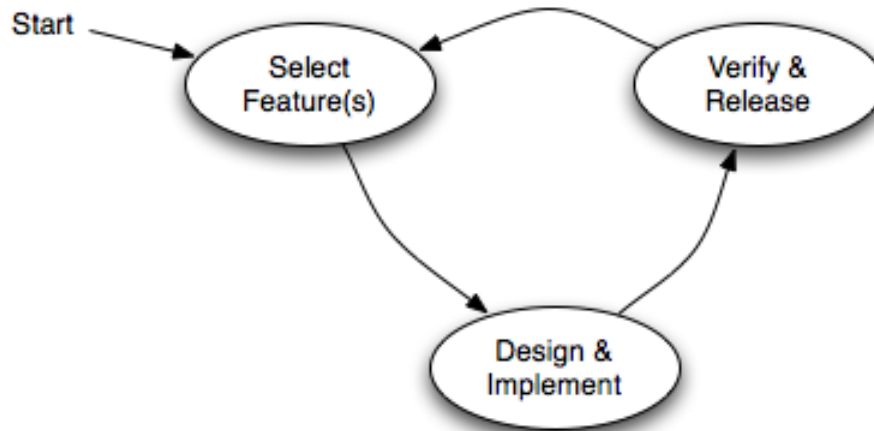 Start
Select
Feature(s)
Verify &
Release
Design &
Implement